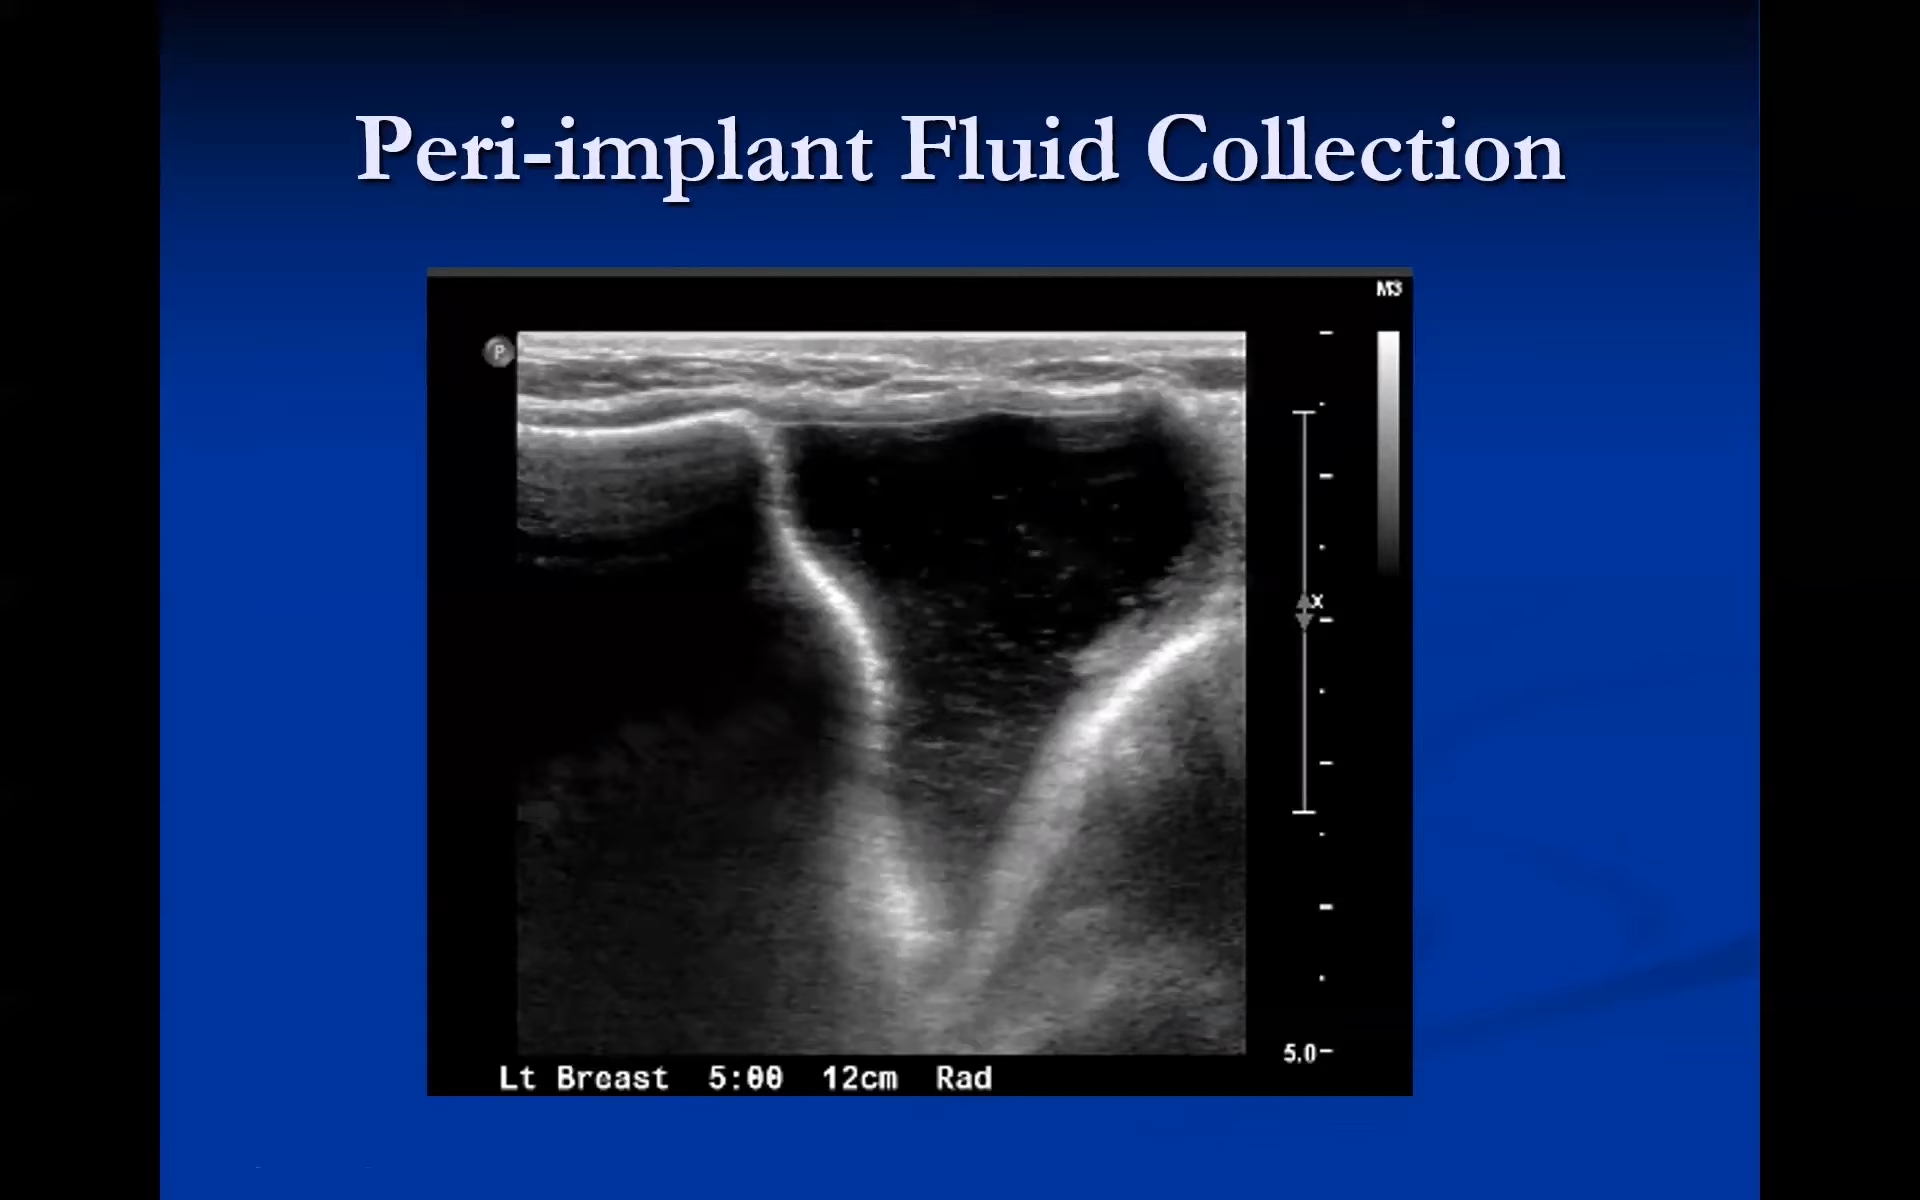 Peri-implant Fluid Collection
M3
P
x
5.0
Lt Breast 5:00 12cm Rad